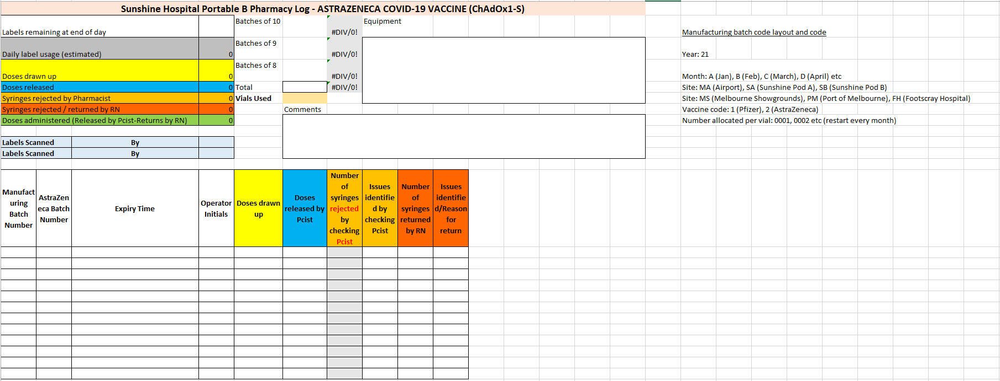 Sunshine Hospital Portable B Pharmacy Log - ASTRAZENECA COVID-19 VACCINE (ChAdOx1-S)
Labels remaining at end of day
Batches of 10
#DIV/0!
Equipment
Daily label usage (estimated) 0
Batches of 9
#DIV/0!
Doses drawn up 0
Batches of 8
#DIV/0!
Doses released 0 Total #DIV/0!
Syringes rejected by Pharmacist 0 Vials Used
Syringes rejected / returned by RN 0 Comments
Doses administered (Released by Pcist-Returns by RN) 0
Labels Scanned By
Labels Scanned By
Manufacturing batch code layout and code
Year: 21
Month: A (Jan), B (Feb), C (March), D (April) etc
Site: MA (Airport), SA (Sunshine Pod A), SB (Sunshine Pod B)
Site: MS (Melbourne Showgrounds), PM (Port of Melbourne), FH (Footscray Hospital)
Vaccine code: 1 (Pfizer), 2 (AstraZeneca)
Number allocated per vial: 0001, 0002 etc (restart every month)
Manufact
uring
Batch
Number
AstraZen
eca Batch
Number
Expiry Time
Operator
Initials
Doses drawn
up
Doses
released by
Pcist
Number
of
syringes
rejected
by
checking
Pcist
Issues
identifie
d by
checking
Pcist
Number
of
syringes
returned
by RN
Issues
identifie
d/Reason
for
return